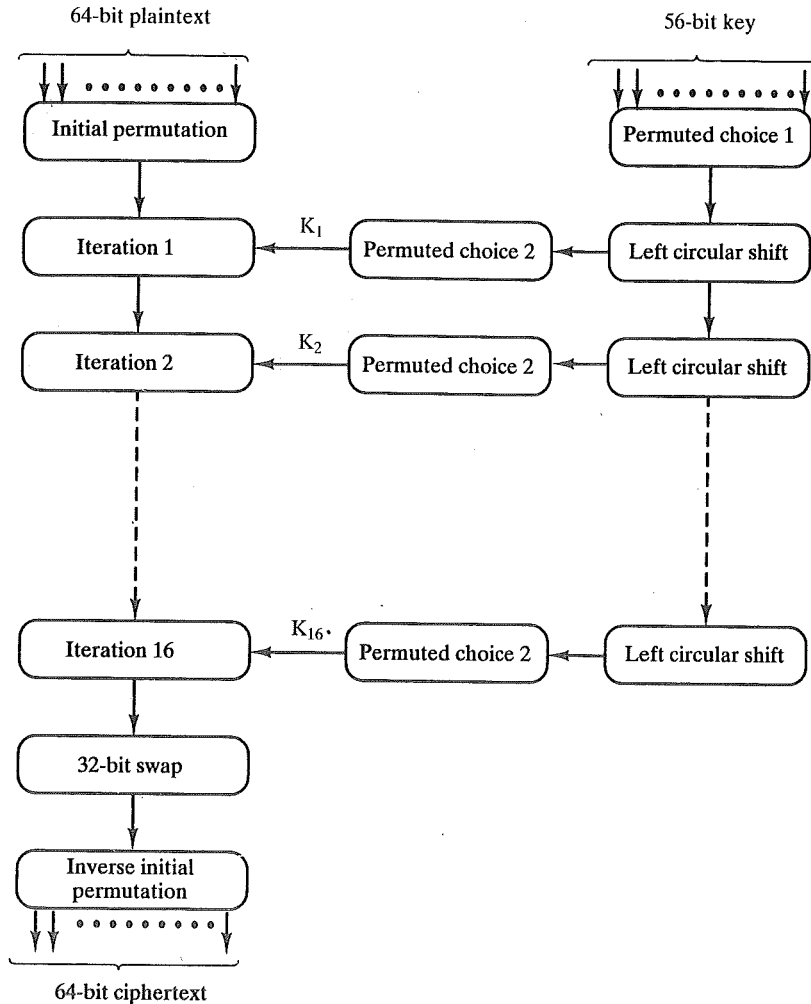 64-bit plaintext
56-bit key
Initial permutation
Permuted choice 1
Iteration 1
K₁
Permuted choice 2
Left circular shift
Iteration 2
K₂
Permuted choice 2
Left circular shift
Iteration 16
K₁₆
Permuted choice 2
Left circular shift
32-bit swap
Inverse initial
permutation
64-bit ciphertext